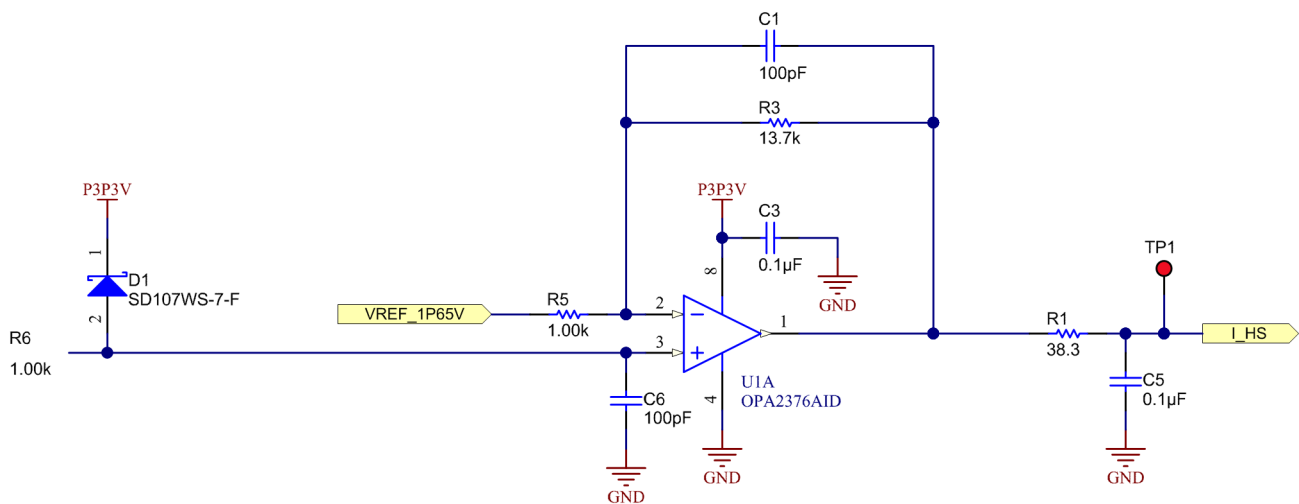 C1
100pF
R3
13.7k
P3P3V
P3P3V
C3
0.1µF
GND
8
TP1
1
D1
SD107WS-7-F
2
VREF_1P65V
R5
1.00k
2
1
R1
38.3
I_HS
R6
1.00k
3
C6
100pF
4
U1A
OPA2376AID
C5
0.1µF
GND
GND
GND